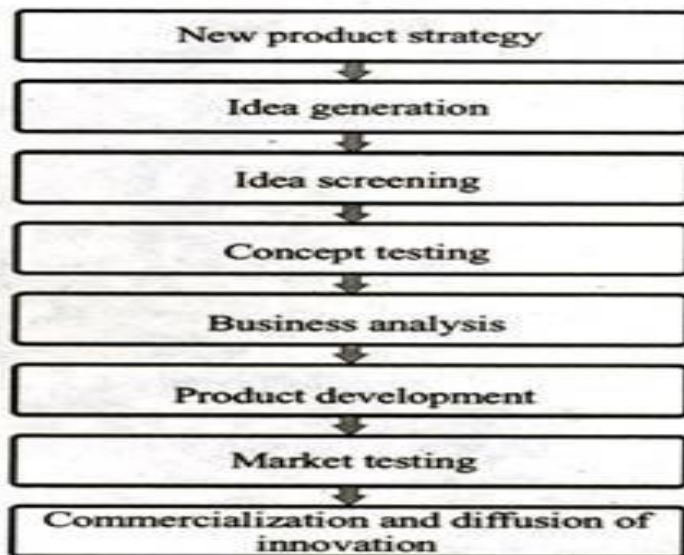 New product strategy
Idea generation
Idea screening
Concept testing
Business analysis
Product development
Market testing
Commercialization and diffusion of
innovation